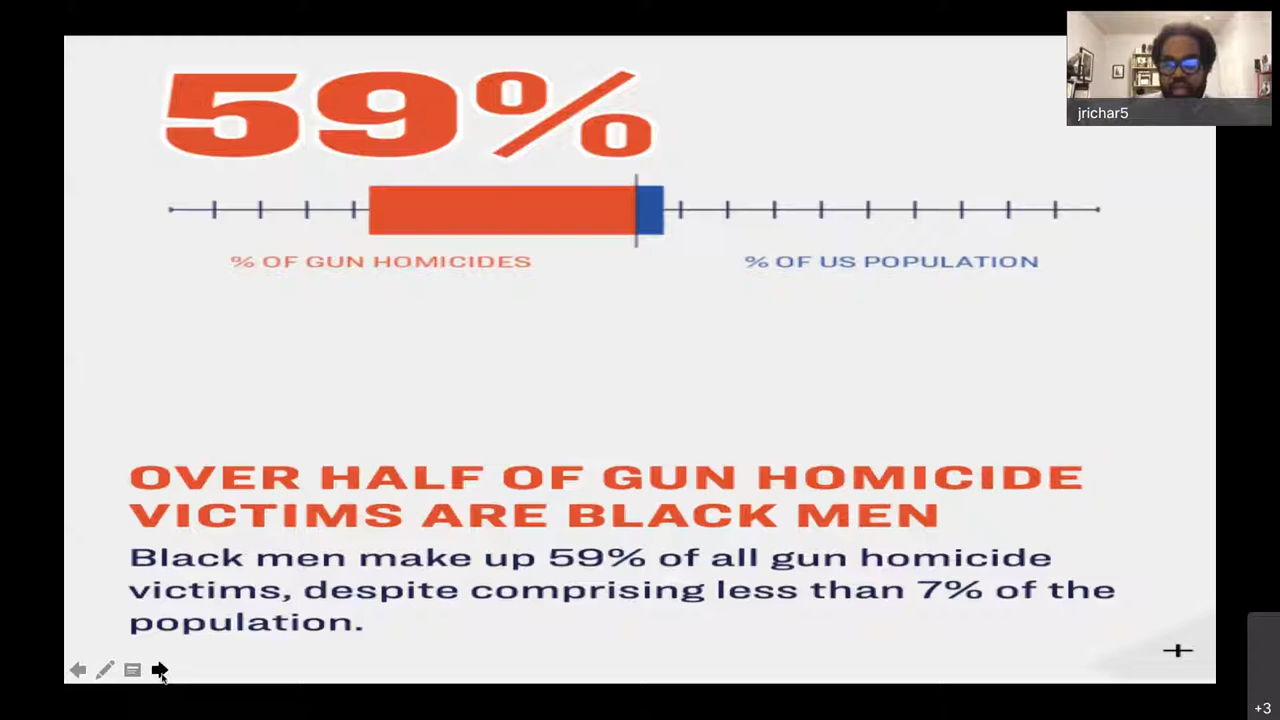 59%
jrichar5
% OF GUN HOMICIDES
% OF US POPULATION
OVER HALF OF GUN HOMICIDE
VICTIMS ARE BLACK MEN
Black men make up 59% of all gun homicide
victims, despite comprising less than 7% of the
population.
+3